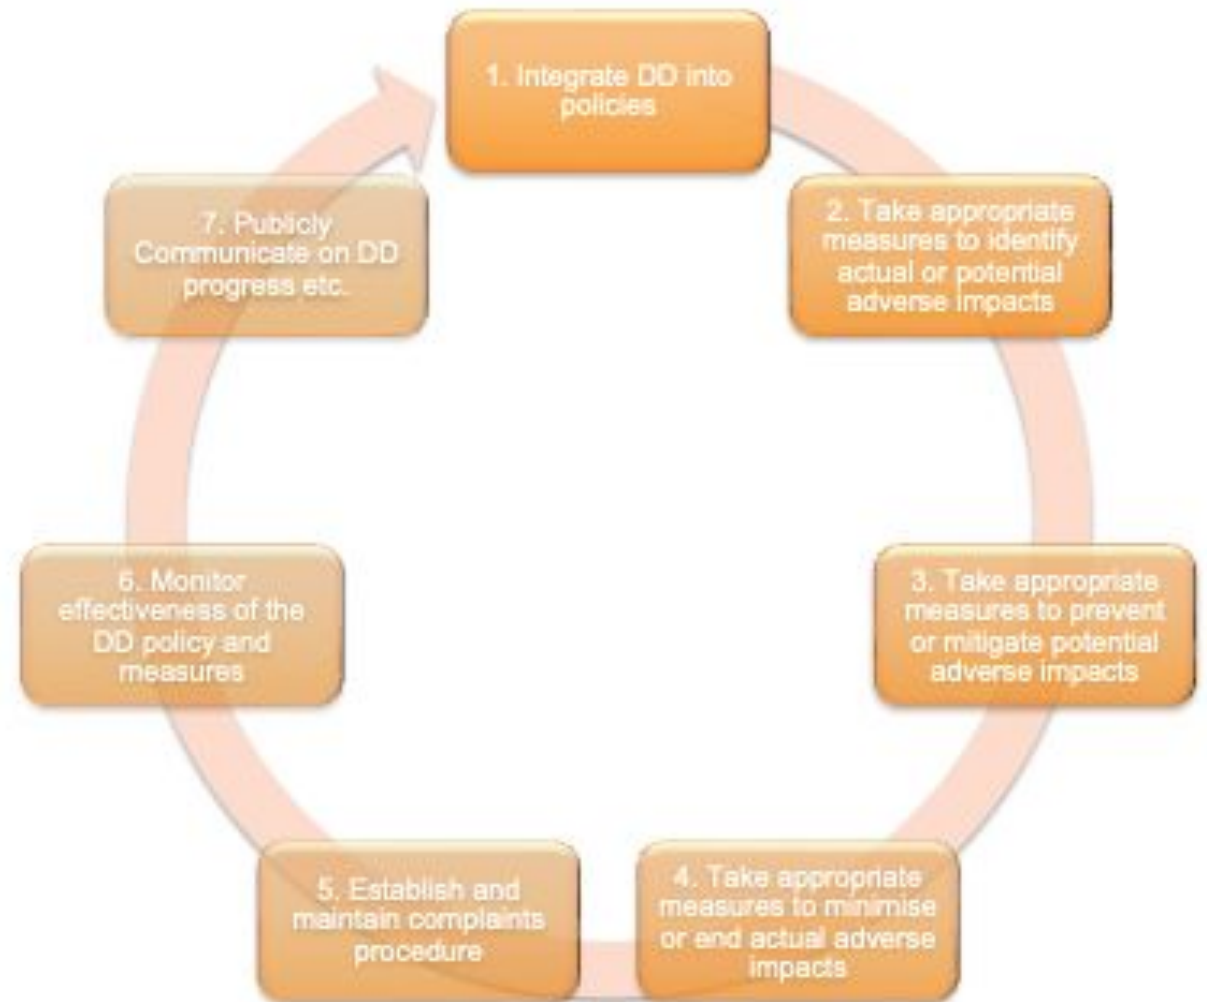 1. Integrate DD into
policies
2. Take appropriate
measures to identify
actual or potential
adverse impacts
3. Take appropriate
measures to prevent
or mitigate potential
adverse impacts
4. Take appropriate
measures to minimise
or end actual adverse
impacts
5. Establish and
maintain complaints
procedure
6. Monitor
effectiveness of the
DD policy and
measures
7. Publicly
Communicate on DD
progress etc.